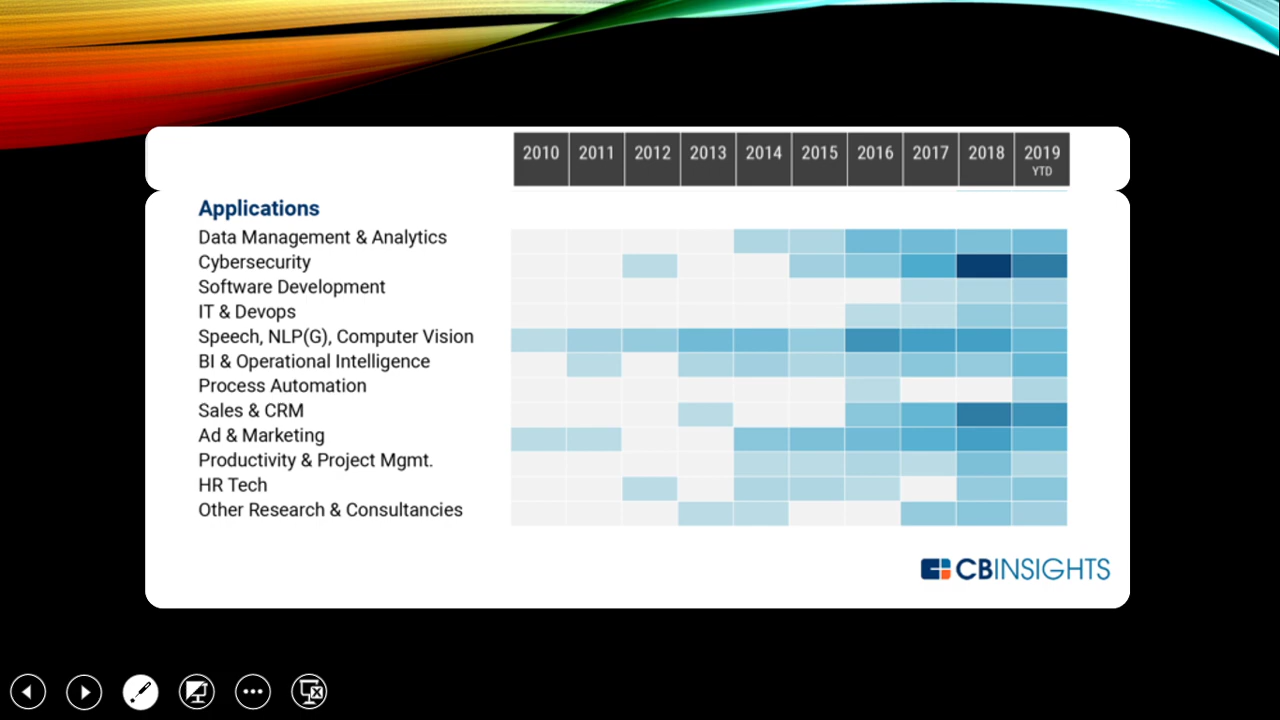 2010 2011 2012 2013 2014 2015 2016 2017 2018 2019
YTD
Applications
Data Management & Analytics
Cybersecurity
Software Development
IT & Devops
Speech, NLP(G), Computer Vision
BI & Operational Intelligence
Process Automation
Sales & CRM
Ad & Marketing
Productivity & Project Mgmt.
HR Tech
Other Research & Consultancies
CBINSIGHTS